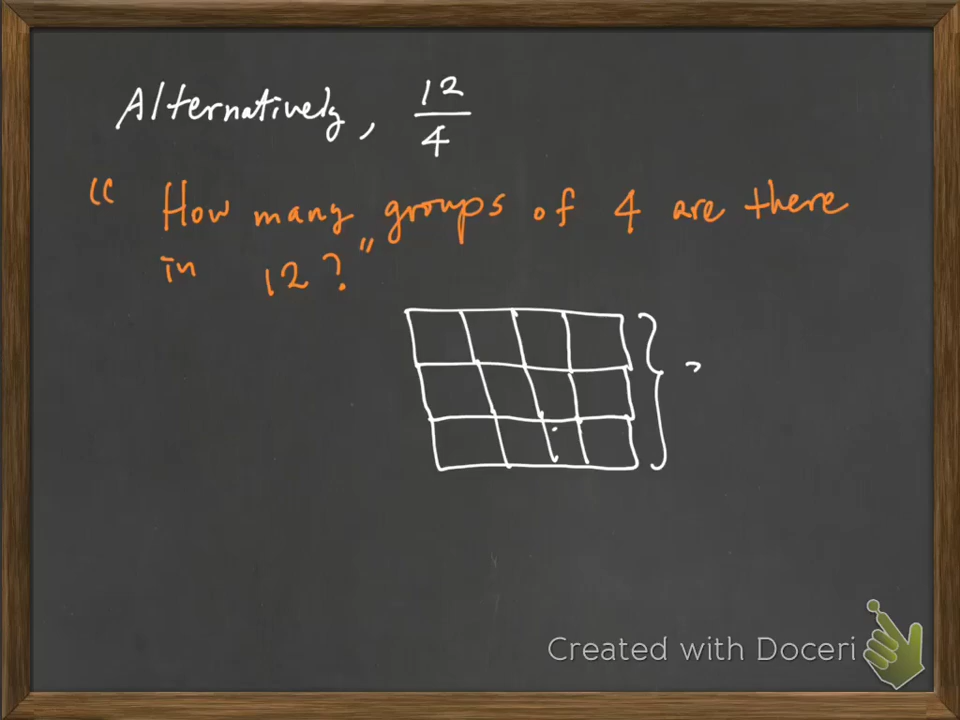 Alternatively, 12/4
“How many groups of 4 are there
in 12?”
Created with Doceri